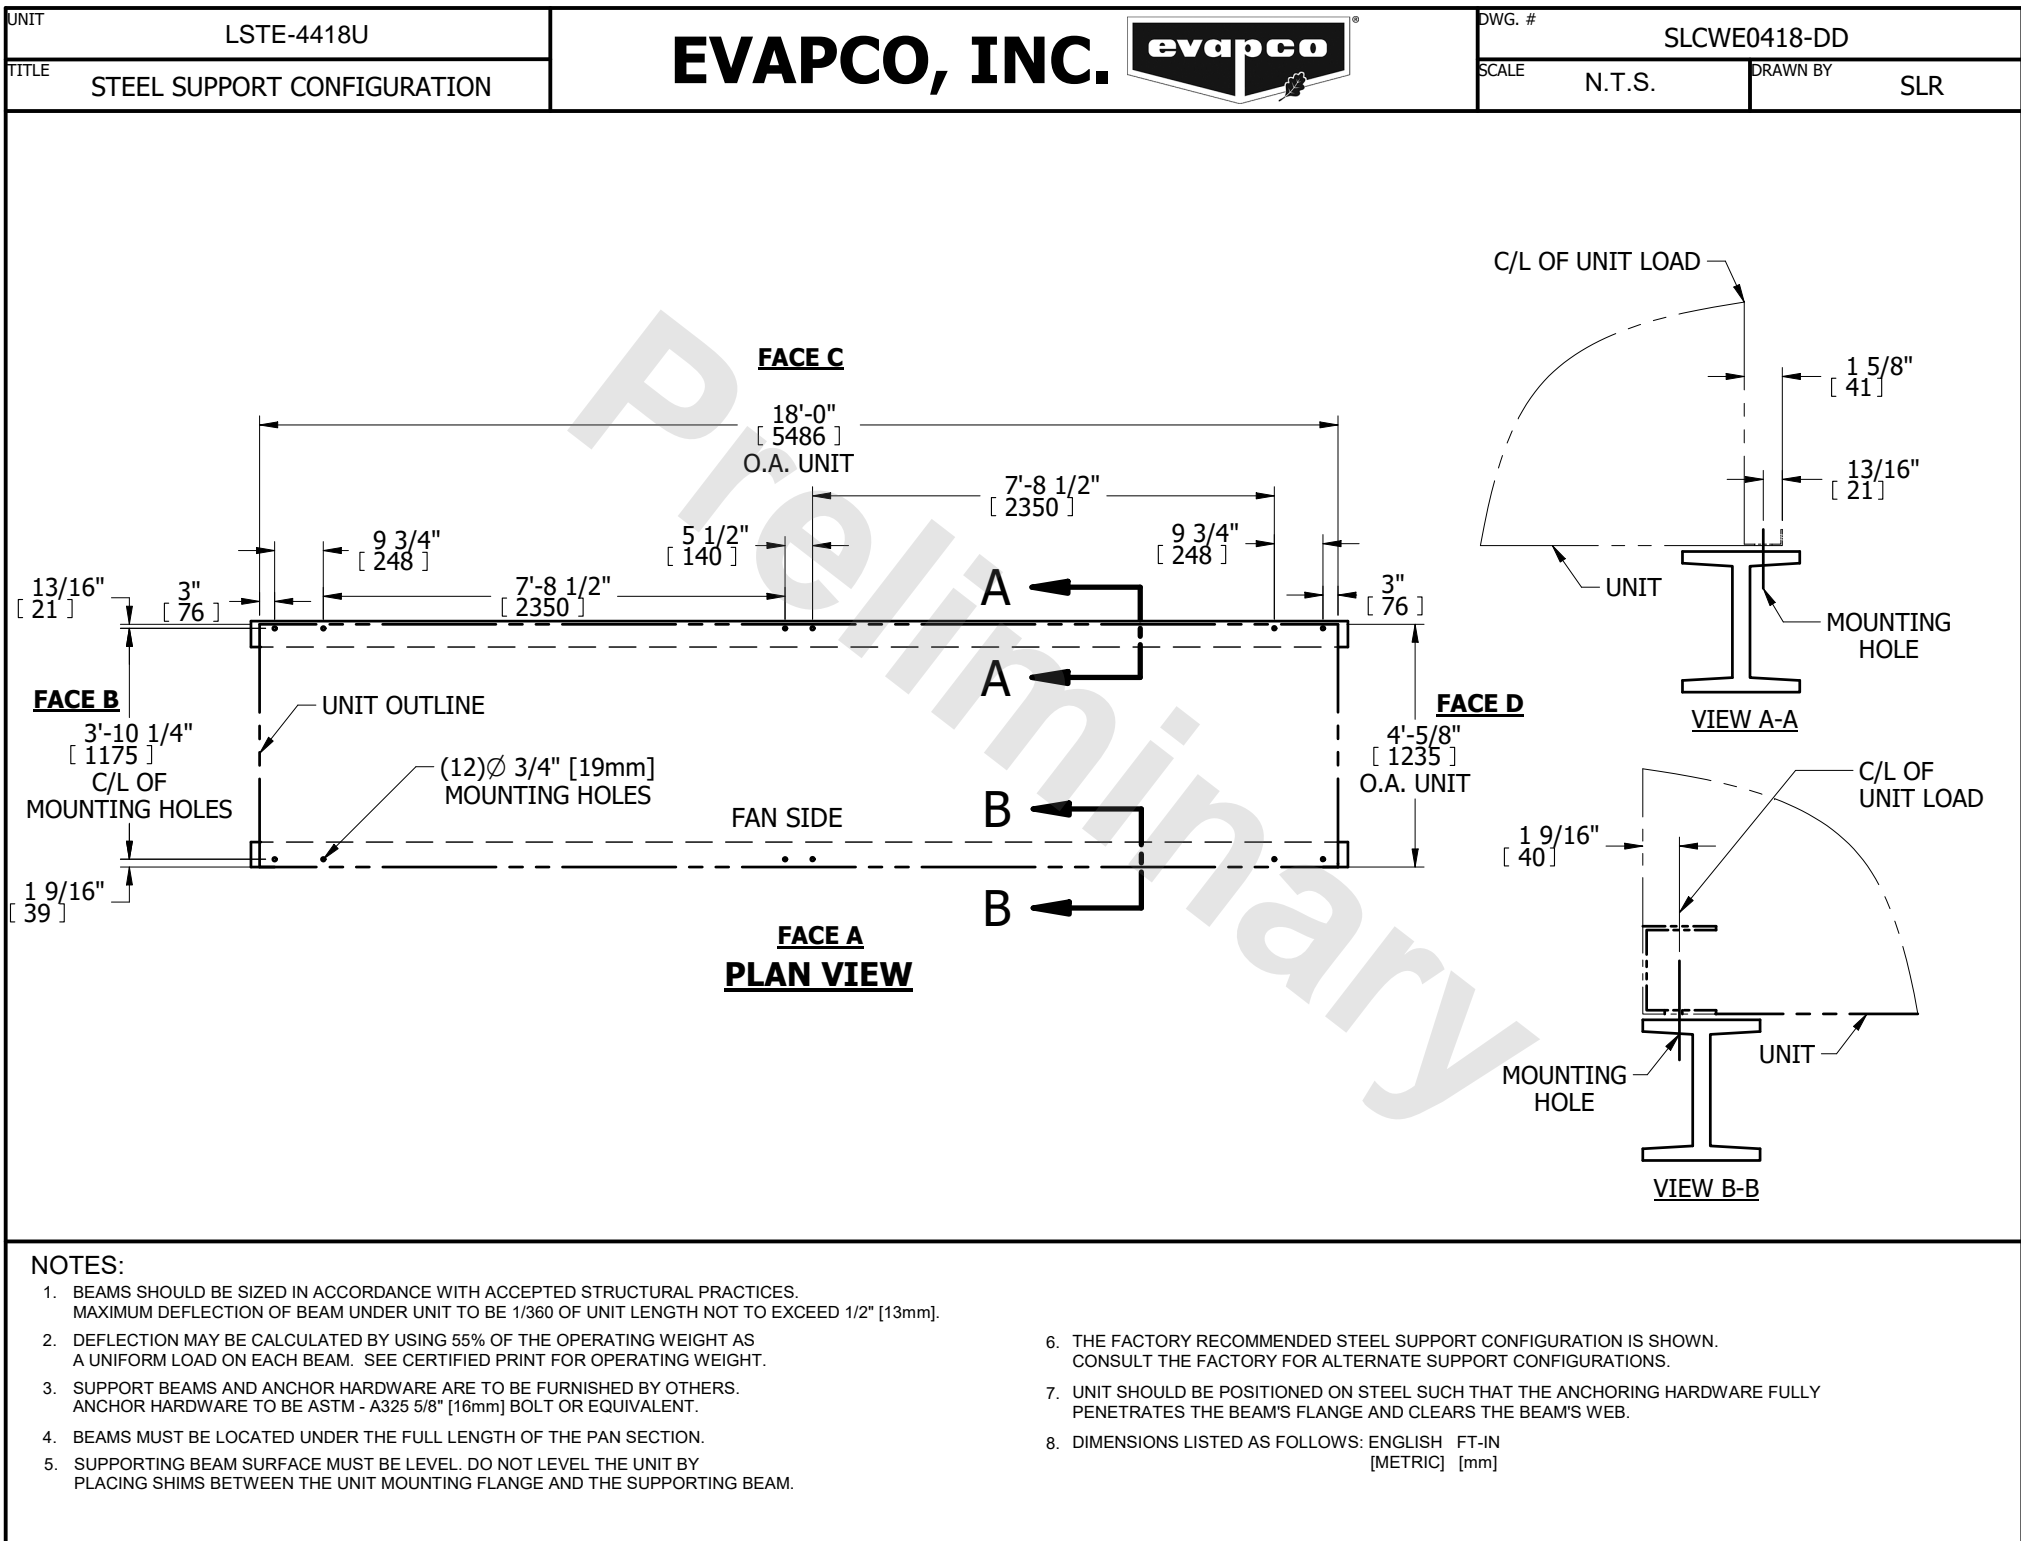 UNIT
LSTE-4418U
TITLE
STEEL SUPPORT CONFIGURATION
EVAPCO, INC.
evapco
®
DWG. #
SLCWE0418-DD
SCALE
N.T.S.
DRAWN BY
SLR
Preliminary
FACE C
18'-0"
[ 5486 ]
O.A. UNIT
7'-8 1/2"
[ 2350 ]
9 3/4"
[ 248 ]
5 1/2"
[ 140 ]
9 3/4"
[ 248 ]
13/16"
[ 21 ]
3"
[ 76 ]
7'-8 1/2"
[ 2350 ]
3"
[ 76 ]
A
A
FACE B
3'-10 1/4"
[ 1175 ]
C/L OF
MOUNTING HOLES
UNIT OUTLINE
(12)Ø 3/4" [19mm]
MOUNTING HOLES
FAN SIDE
B
B
FACE D
4'-5/8"
[ 1235 ]
O.A. UNIT
1 9/16"
[ 39 ]
FACE A
PLAN VIEW
C/L OF UNIT LOAD
1 5/8"
[ 41 ]
13/16"
[ 21 ]
UNIT
MOUNTING
HOLE
VIEW A-A
C/L OF
UNIT LOAD
1 9/16"
[ 40 ]
UNIT
MOUNTING
HOLE
VIEW B-B
NOTES:
1. BEAMS SHOULD BE SIZED IN ACCORDANCE WITH ACCEPTED STRUCTURAL PRACTICES.
MAXIMUM DEFLECTION OF BEAM UNDER UNIT TO BE 1/360 OF UNIT LENGTH NOT TO EXCEED 1/2" [13mm].
2. DEFLECTION MAY BE CALCULATED BY USING 55% OF THE OPERATING WEIGHT AS
A UNIFORM LOAD ON EACH BEAM. SEE CERTIFIED PRINT FOR OPERATING WEIGHT.
3. SUPPORT BEAMS AND ANCHOR HARDWARE ARE TO BE FURNISHED BY OTHERS.
ANCHOR HARDWARE TO BE ASTM - A325 5/8" [16mm] BOLT OR EQUIVALENT.
4. BEAMS MUST BE LOCATED UNDER THE FULL LENGTH OF THE PAN SECTION.
5. SUPPORTING BEAM SURFACE MUST BE LEVEL. DO NOT LEVEL THE UNIT BY
PLACING SHIMS BETWEEN THE UNIT MOUNTING FLANGE AND THE SUPPORTING BEAM.
6. THE FACTORY RECOMMENDED STEEL SUPPORT CONFIGURATION IS SHOWN.
CONSULT THE FACTORY FOR ALTERNATE SUPPORT CONFIGURATIONS.
7. UNIT SHOULD BE POSITIONED ON STEEL SUCH THAT THE ANCHORING HARDWARE FULLY
PENETRATES THE BEAM'S FLANGE AND CLEARS THE BEAM'S WEB.
8. DIMENSIONS LISTED AS FOLLOWS: ENGLISH FT-IN
[METRIC] [mm]